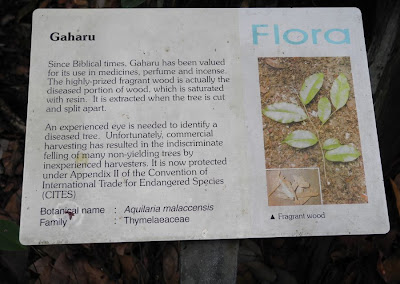 Gaharu
Flora
Since Biblical times, Gaharu has been valued
for its use in medicines, perfume and incense.
The highly-prized fragrant wood is actually the
diseased portion of wood, which is saturated
with resin. It is extracted when the tree is cut
and split apart.
An experienced eye is needed to identify a
diseased tree. Unfortunately, commercial
harvesting has resulted in the indiscriminate
felling of many non-yielding trees by
inexperienced harvesters. It is now protected
under Appendix II of the Convention of
International Trade for Endangered Species
(CITES)
Botanical name : Aquilaria malaccensis
Family : Thymelaeaceae
▲ Fragrant wood